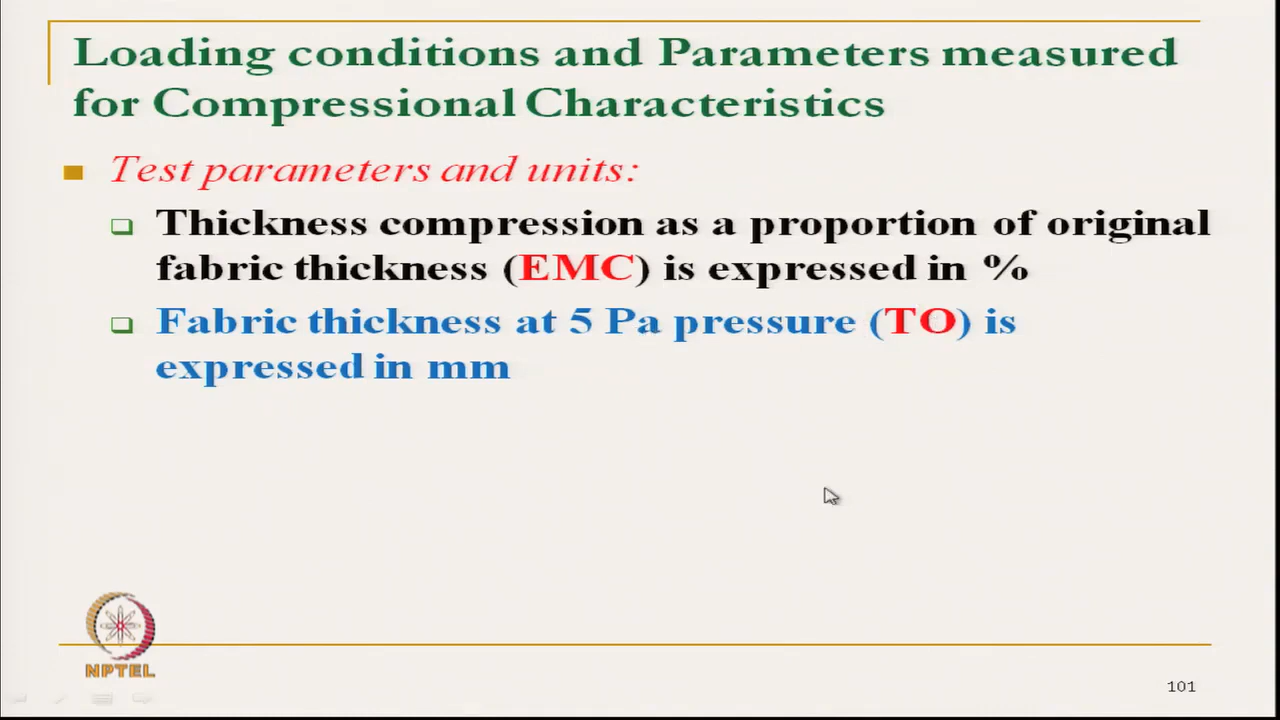 Loading conditions and Parameters measured
for Compressional Characteristics
Test parameters and units:
Thickness compression as a proportion of original
fabric thickness (EMC) is expressed in %
Fabric thickness at 5 Pa pressure (TO) is
expressed in mm
NPTEL
101